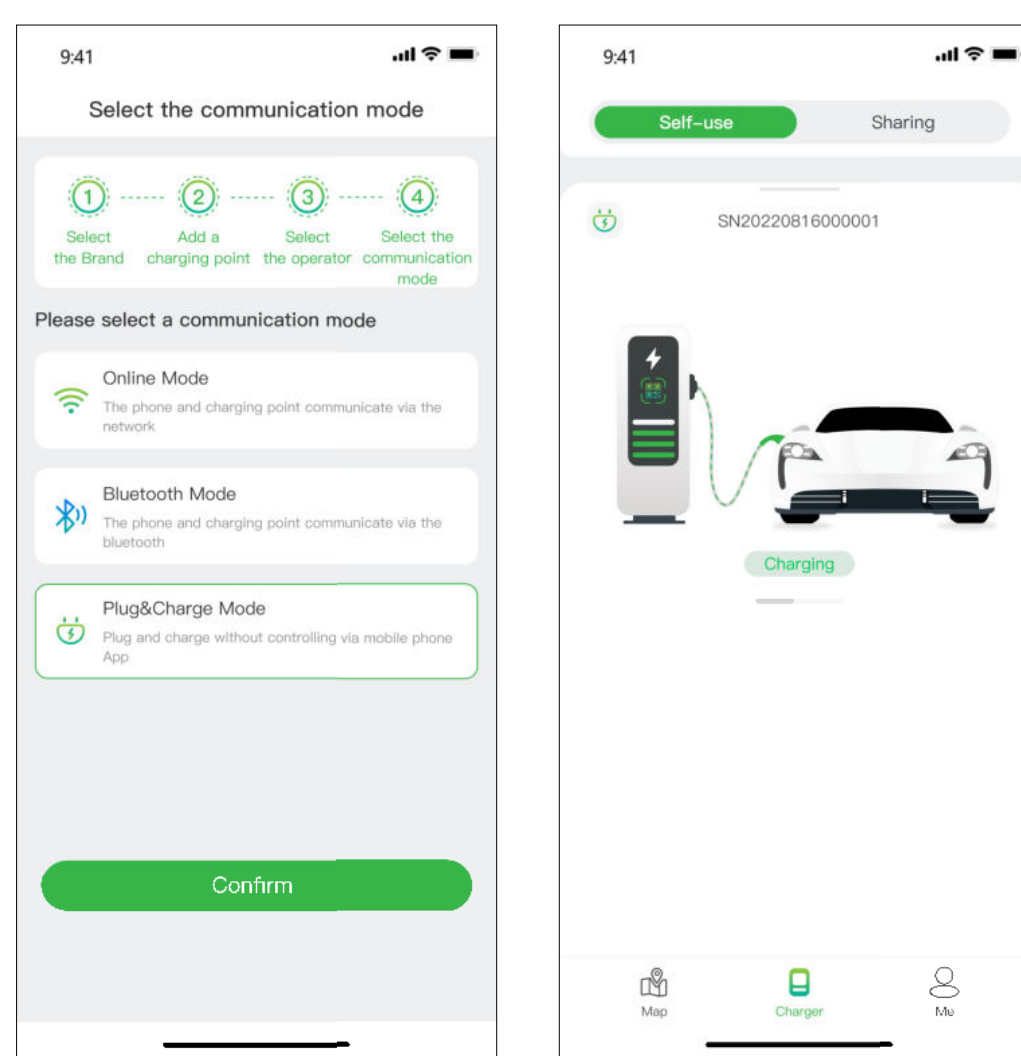 9:41
Select the communication mode
1
2
3
4
Select
the Brand
Add a
charging point
Select
the operator
Select the
communication
mode
Please select a communication mode
Online Mode
The phone and charging point communicate via the
network
Bluetooth Mode
The phone and charging point communicate via the
bluetooth
Plug&Charge Mode
Plug and charge without controlling via mobile phone
App
Confirm
9:41
Self-use
Sharing
SN20220816000001
Charging
Map
Charger
Me